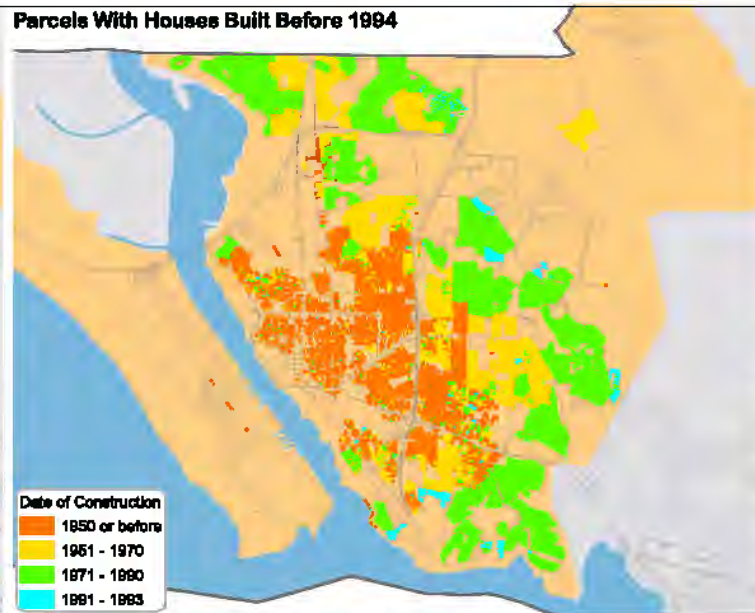 Parcels With Houses Built Before 1994
Date of Construction
1950 or before
1951 - 1970
1971 - 1990
1991 - 1993